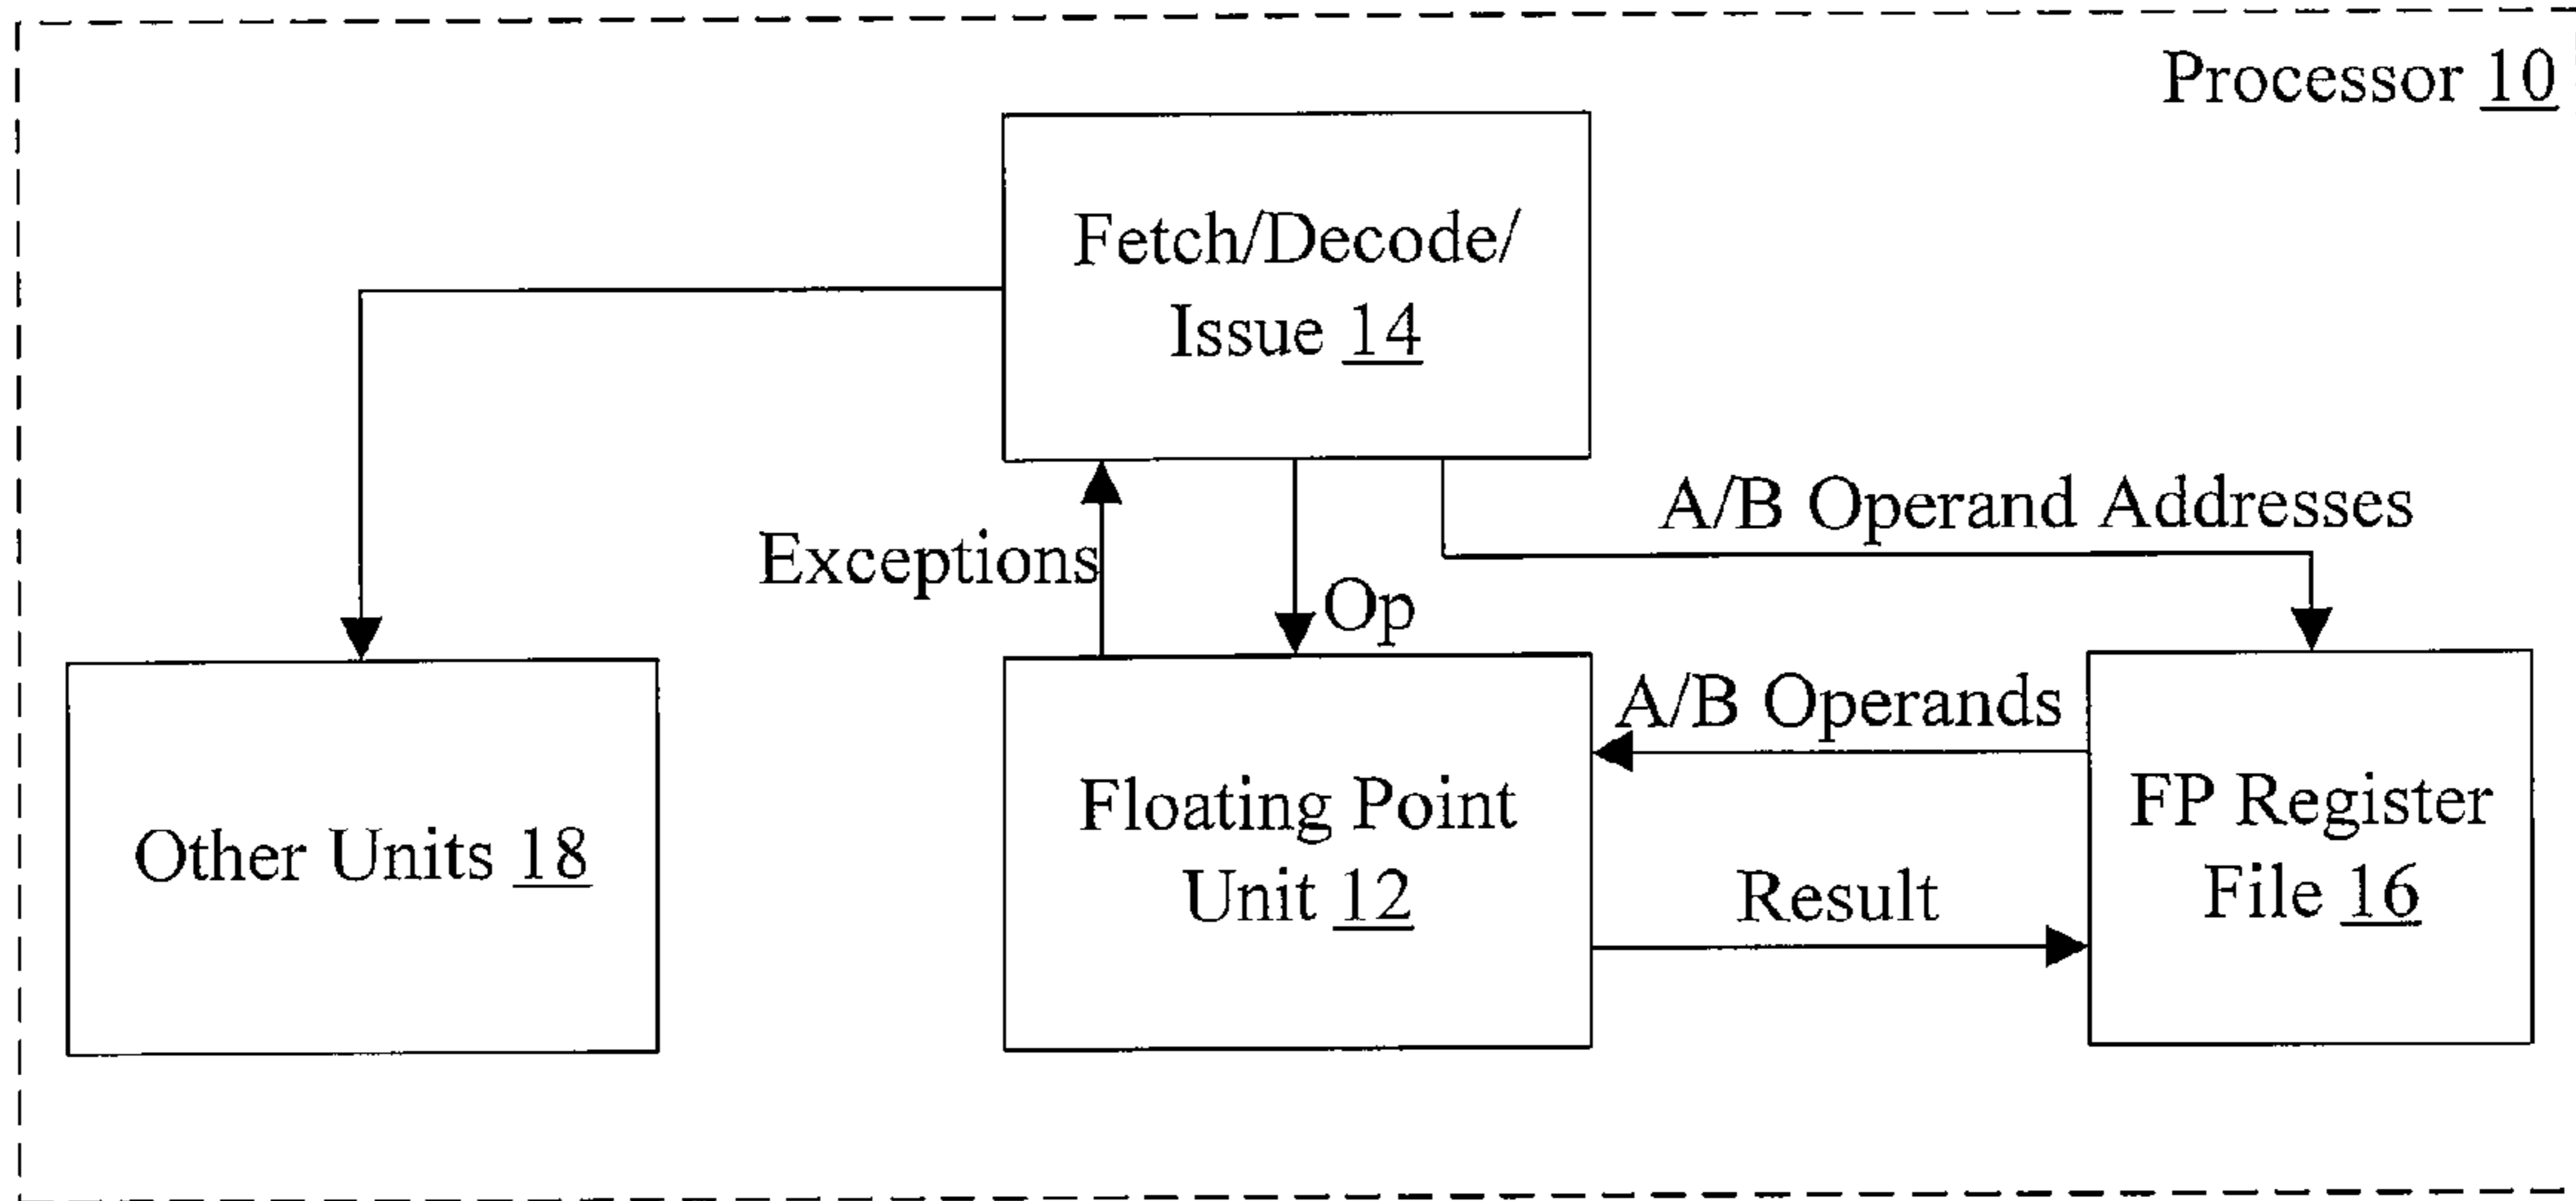 Processor 10
Fetch/Decode/
Issue 14
A/B Operand Addresses
Exceptions
Op
A/B Operands
Other Units 18
Floating Point
Unit 12
FP Register
File 16
Result